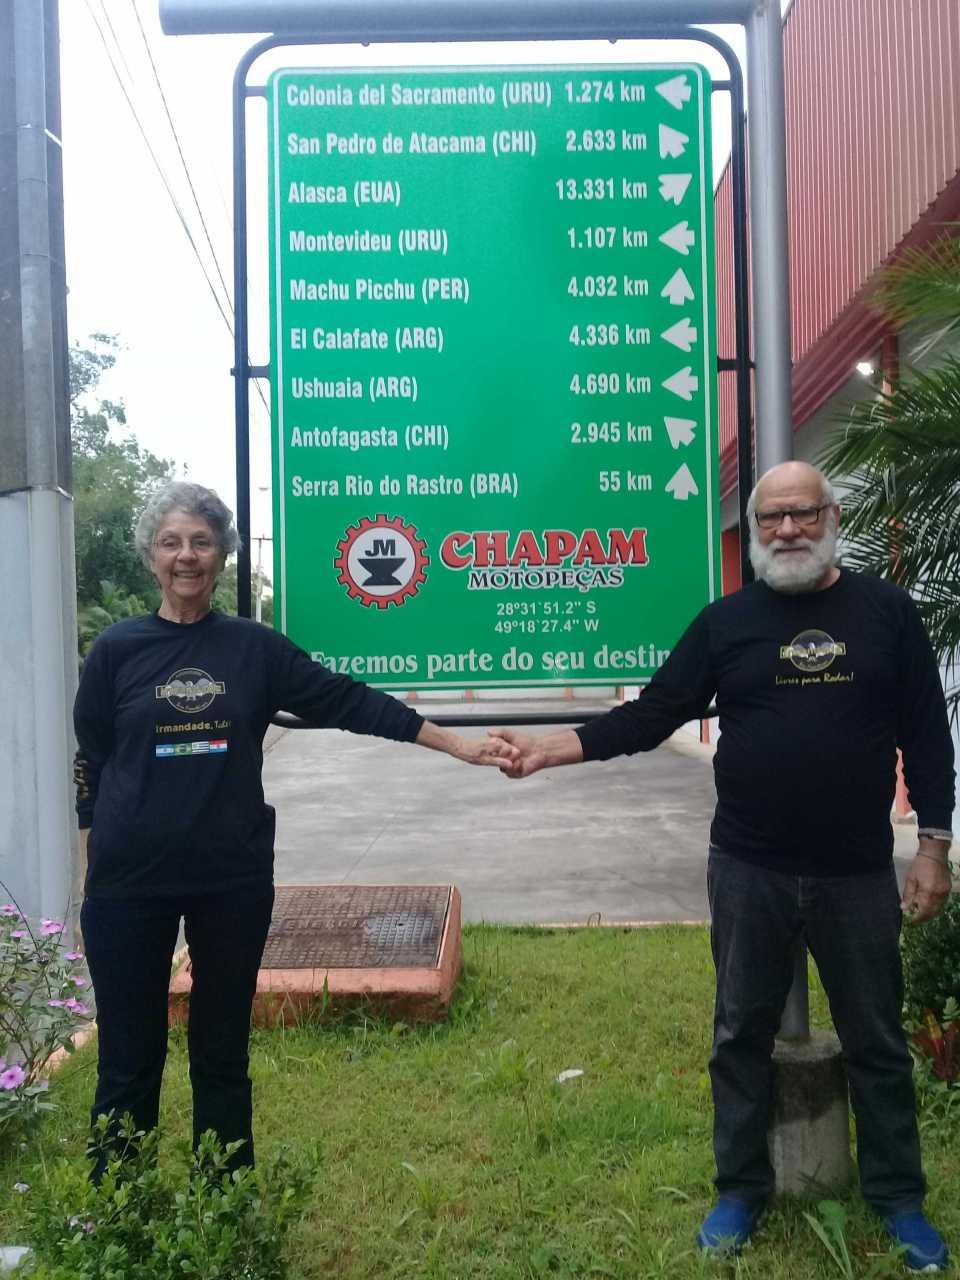 Colonia del Sacramento (URU) 1.274 km
San Pedro de Atacama (CHI) 2.633 km
Alasca (EUA) 13.331 km
Montevideu (URU) 1.107 km
Machu Picchu (PER) 4.032 km
El Calafate (ARG) 4.336 km
Ushuaia (ARG) 4.690 km
Antofagasta (CHI) 2.945 km
Serra Rio do Rastro (BRA) 55 km
JM
CHAPAM
MOTOPEÇAS
28º31`51.2" S
49º18'27.4" W
Fazemos parte do seu destin
Irmandade,
Livres para Rodar!